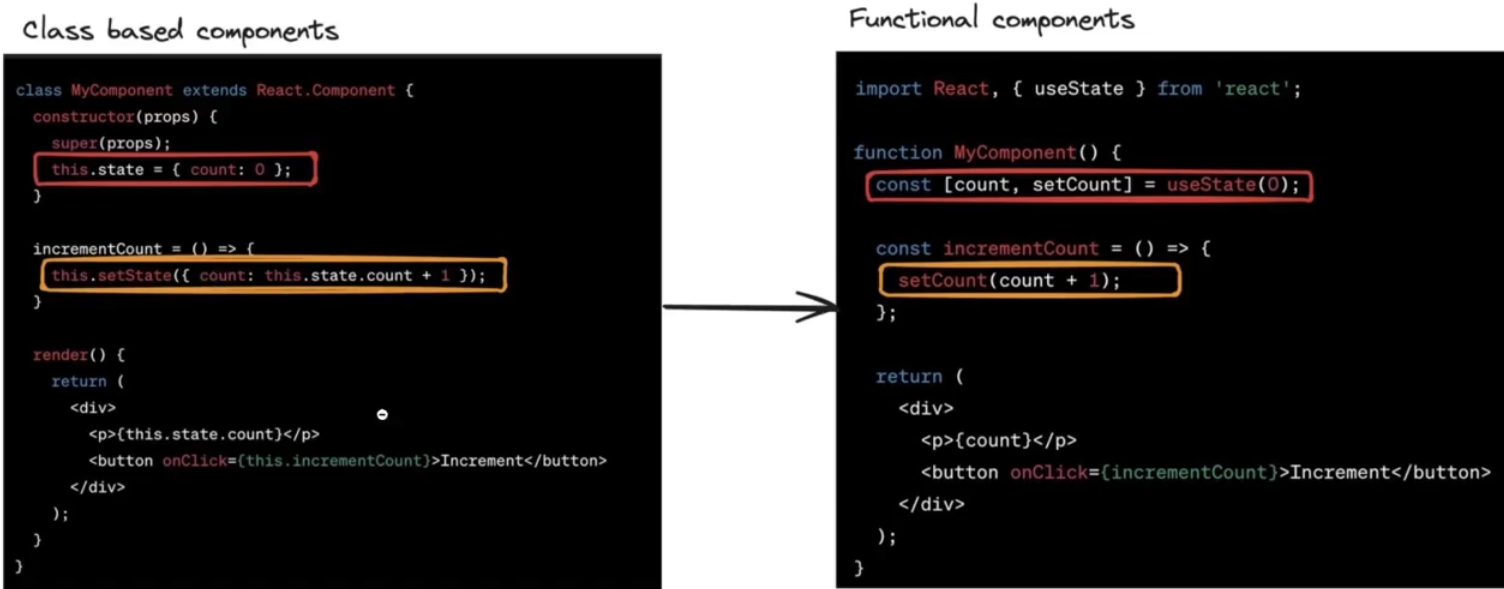 Class based components
class MyComponent extends React.Component {
constructor(props) {
super(props);
this.state = { count: 0 };
}
incrementCount = () => {
this.setState({ count: this.state.count + 1 });
}
render() {
return (
<div>
<p>{this.state.count}</p>
<button onClick={this.incrementCount}>Increment</button>
</div>
);
}
}
Functional components
import React, { useState } from 'react';
function MyComponent() {
const [count, setCount] = useState(0);
const incrementCount = () => {
setCount(count + 1);
};
return (
<div>
<p>{count}</p>
<button onClick={incrementCount}>Increment</button>
</div>
);
}